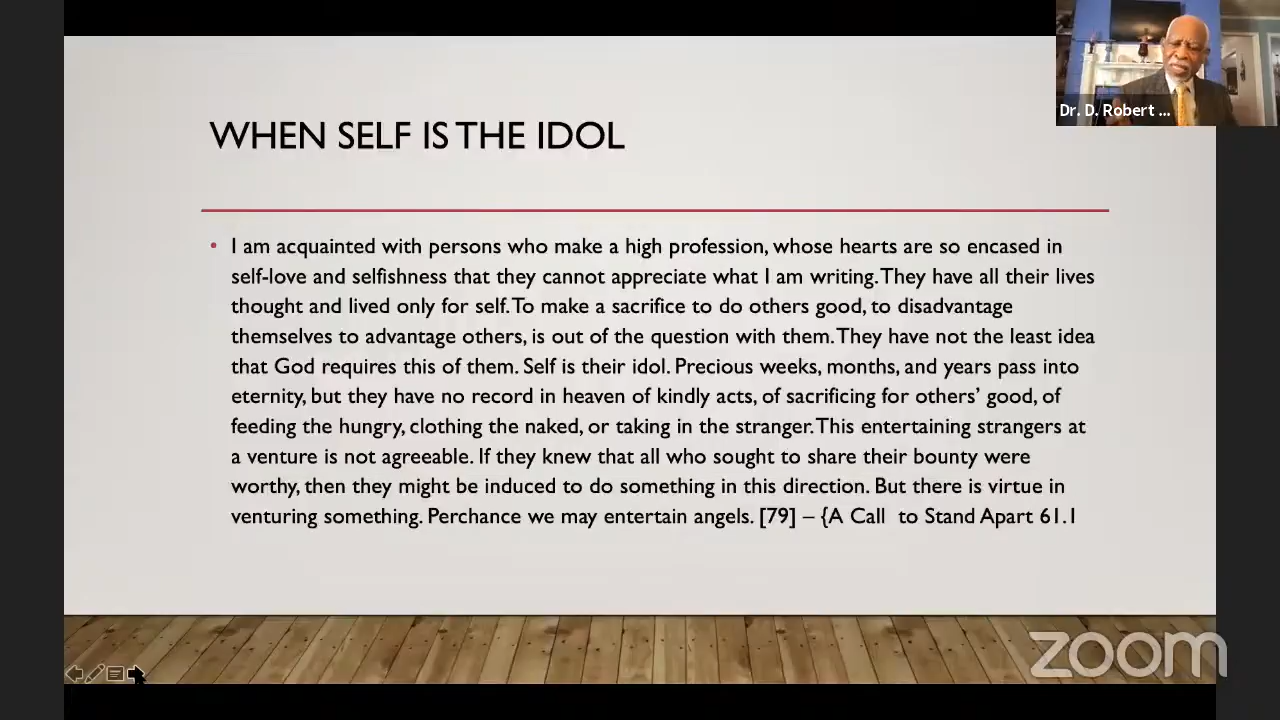 Dr. D. Robert ...
WHEN SELF IS THE IDOL
• I am acquainted with persons who make a high profession, whose hearts are so encased in
self-love and selfishness that they cannot appreciate what I am writing. They have all their lives
thought and lived only for self. To make a sacrifice to do others good, to disadvantage
themselves to advantage others, is out of the question with them. They have not the least idea
that God requires this of them. Self is their idol. Precious weeks, months, and years pass into
eternity, but they have no record in heaven of kindly acts, of sacrificing for others’ good, of
feeding the hungry, clothing the naked, or taking in the stranger. This entertaining strangers at
a venture is not agreeable. If they knew that all who sought to share their bounty were
worthy, then they might be induced to do something in this direction. But there is virtue in
venturing something. Perchance we may entertain angels. [79] – {A Call to Stand Apart 61.1
zoom